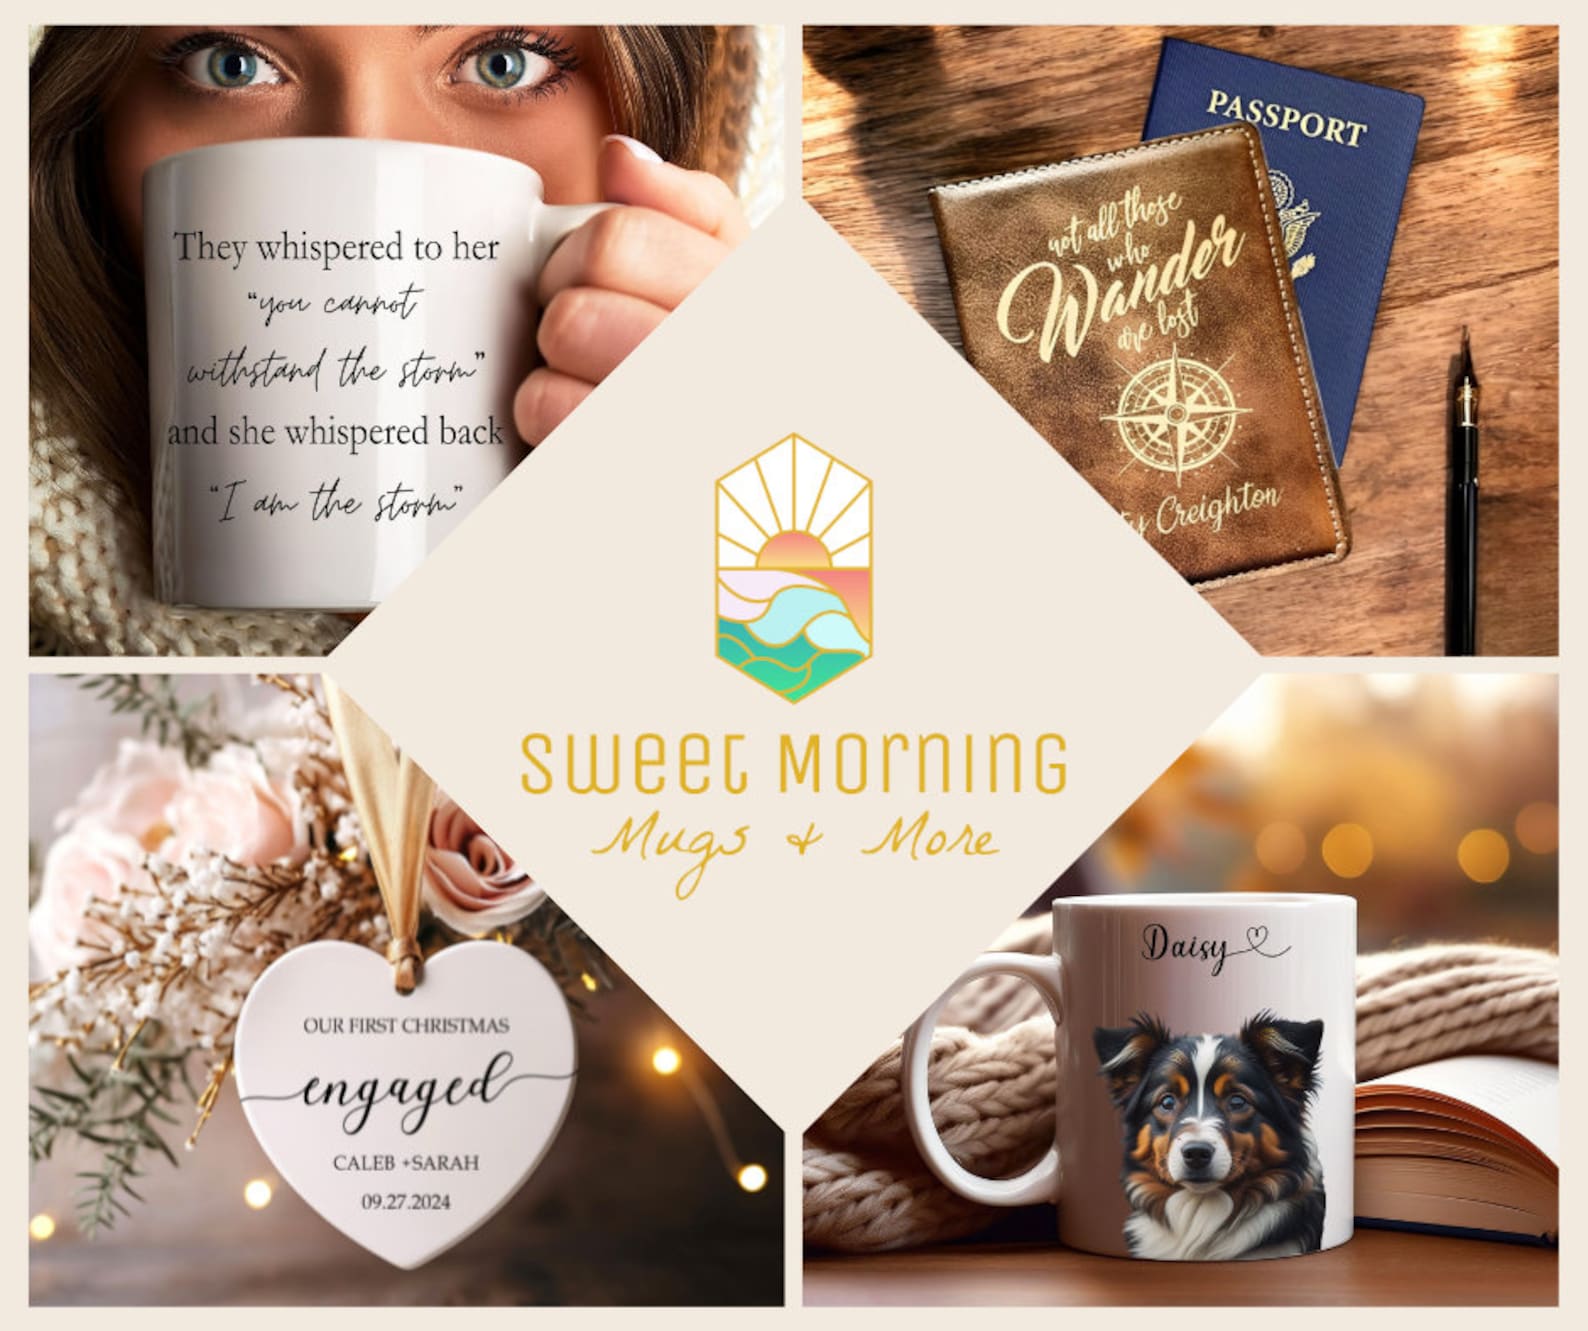 They whispered to her
“you cannot
withstand the storm”
and she whispered back
“I am the storm”
PASSPORT
not all those
who
Wander
are lost
Creighton
Sweet Morning
Mugs & More
OUR FIRST CHRISTMAS
engaged
CALEB +SARAH
09.27.2024
Daisy